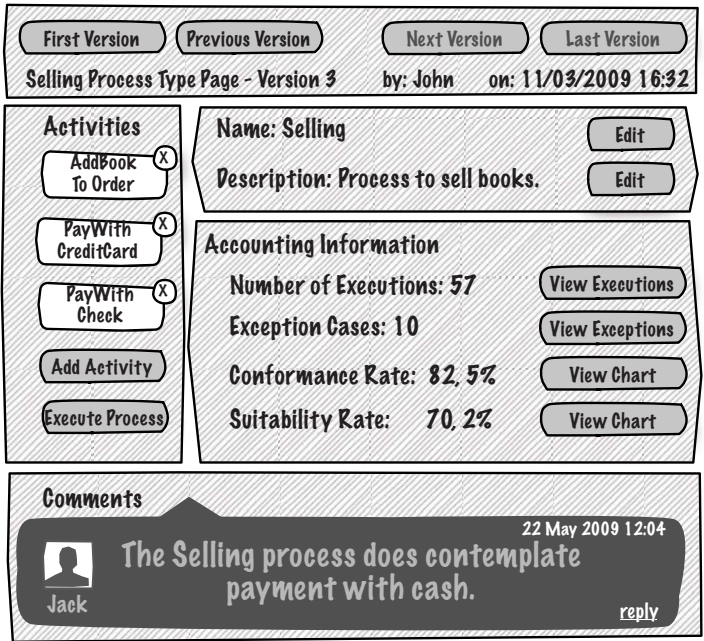 First Version Previous Version Next Version Last Version
Selling Process Type Page - Version 3 by: John on: 11/03/2009 16:32
Activities
AddBook X
To Order
PayWith X
CreditCard
PayWith X
Check
Add Activity
Execute Process
Name: Selling Edit
Description: Process to sell books. Edit
Accounting Information
Number of Executions: 57 View Executions
Exception Cases: 10 View Exceptions
Conformance Rate: 82, 5% View Chart
Suitability Rate: 70, 2% View Chart
Comments
22 May 2009 12:04
The Selling process does contemplate
payment with cash.
Jack
reply